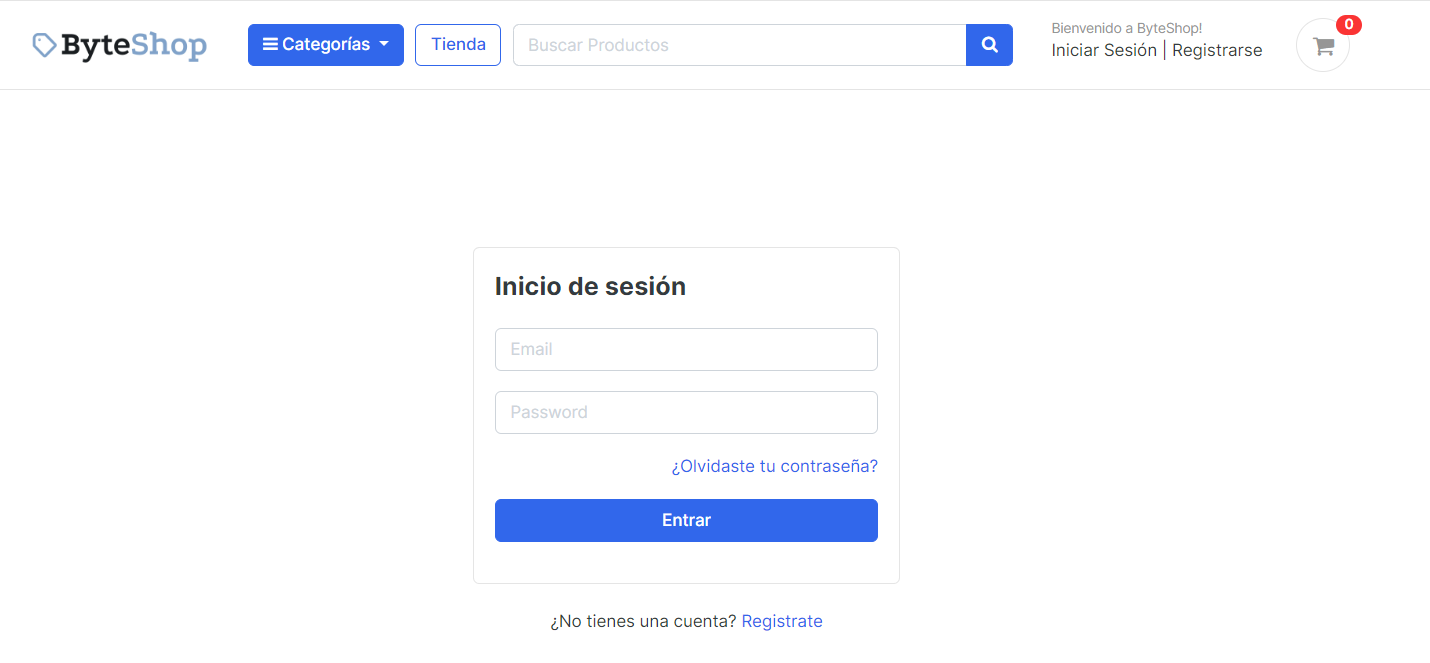 ByteShop
Categorías
Tienda
Buscar Productos
Bienvenido a ByteShop!
Iniciar Sesión | Registrarse
0
Inicio de sesión
Email
Password
¿Olvidaste tu contraseña?
Entrar
¿No tienes una cuenta? Registrate